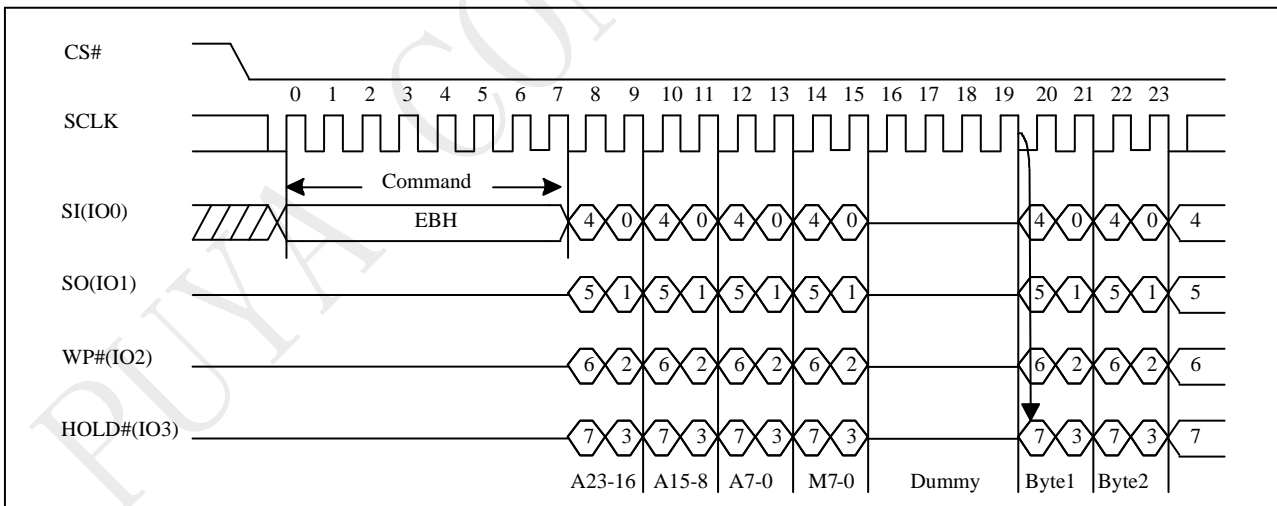 CS#
0 1 2 3 4 5 6 7 8 9 10 11 12 13 14 15 16 17 18 19 20 21 22 23
SCLK
Command
SI(IO0) EBH 4 0 4 0 4 0 4 0 4 0 4 0 4
SO(IO1) 5 1 5 1 5 1 5 1 5 1 5 1 5
WP#(IO2) 6 2 6 2 6 2 6 2 6 2 6 2 6
HOLD#(IO3) 7 3 7 3 7 3 7 3 7 3 7 3 7
A23-16 A15-8 A7-0 M7-0 Dummy Byte1 Byte2
PUYA CON